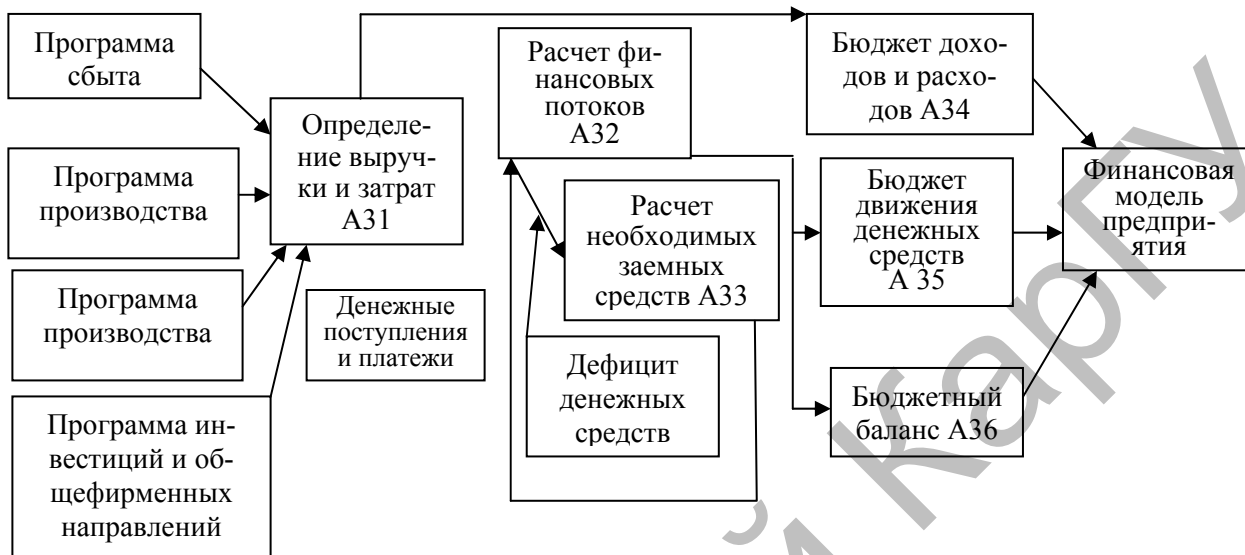 Программа
сбыта
Программа
производства
Программа
производства
Программа ин-
вестиций и об-
щефирменных
направлений
Определе-
ние выруч-
ки и затрат
А31
Денежные
поступления
и платежи
Расчет фи-
нансовых
потоков
А32
Расчет
необходимых
заемных
средств А33
Дефицит
денежных
средств
Бюджет дохо-
дов и расхо-
дов А34
Бюджет
движения
денежных
средств
А 35
Бюджетный
баланс А36
Финансовая
модель
предпри-
ятия
й КарГУ